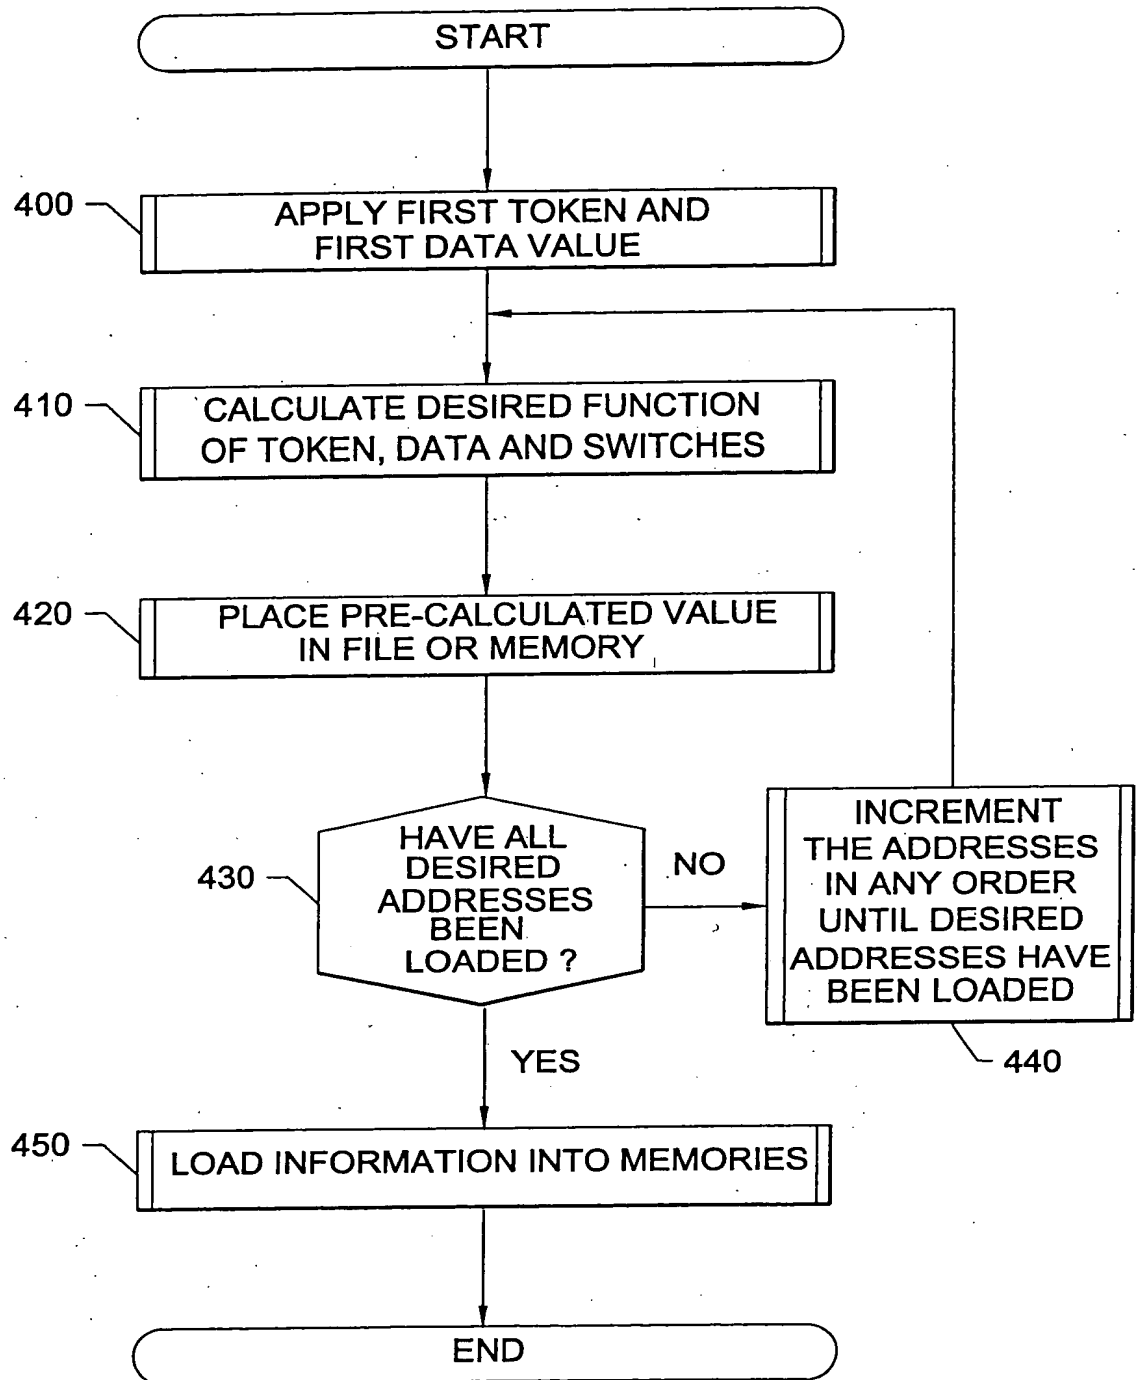 START
400
APPLY FIRST TOKEN AND
FIRST DATA VALUE
410
CALCULATE DESIRED FUNCTION
OF TOKEN, DATA AND SWITCHES
420
PLACE PRE-CALCULATED VALUE
IN FILE OR MEMORY
430
HAVE ALL
DESIRED
ADDRESSES
BEEN
LOADED ?
NO
INCREMENT
THE ADDRESSES
IN ANY ORDER
UNTIL DESIRED
ADDRESSES HAVE
BEEN LOADED
440
YES
450
LOAD INFORMATION INTO MEMORIES
END